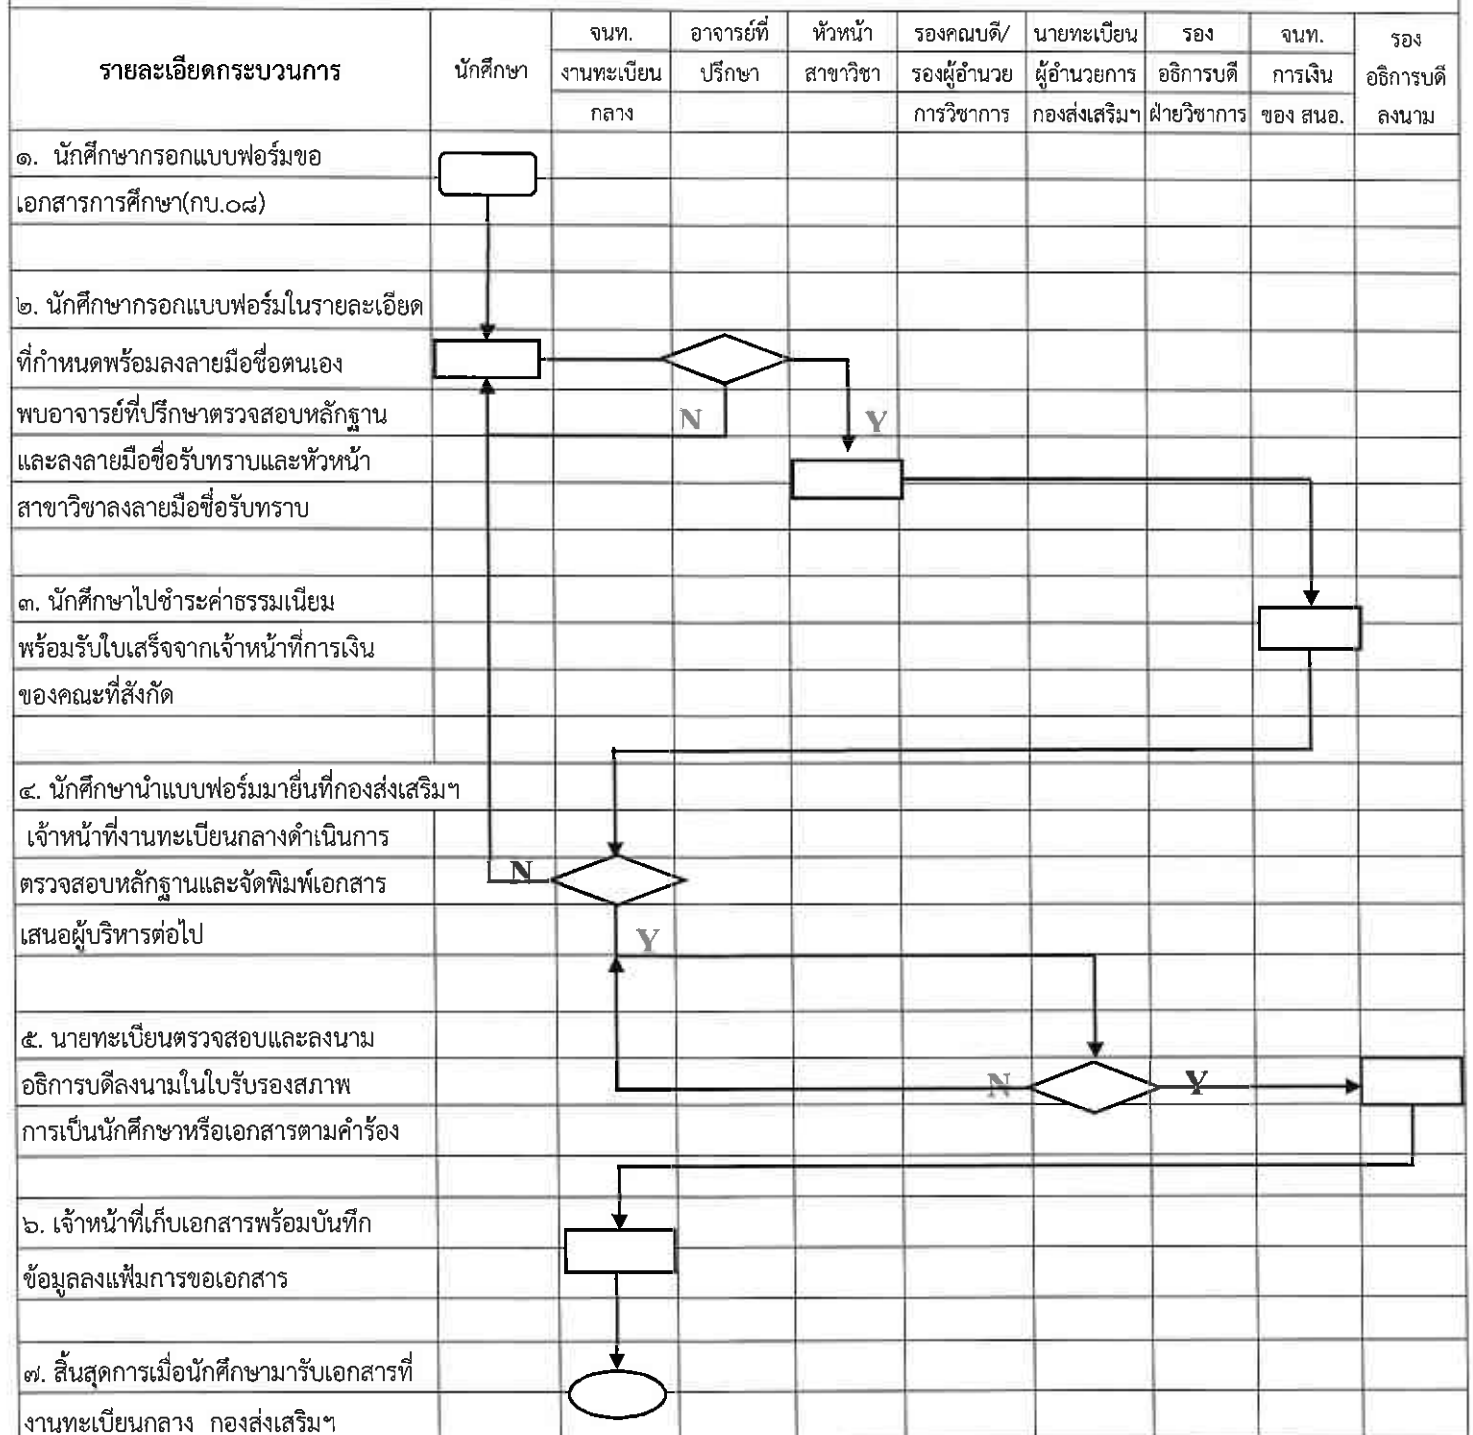 รายละเอียดกระบวนการ
นักศึกษา
จนท.
งานทะเบียน
กลาง
อาจารย์ที่
ปรึกษา
หัวหน้า
สาขาวิชา
รองคณบดี/
รองผู้อำนวย
การวิชาการ
นายทะเบียน
ผู้อำนวยการ
กองส่งเสริมฯ
รอง
อธิการบดี
ฝ่ายวิชาการ
จนท.
การเงิน
ของ สนอ.
รอง
อธิการบดี
ลงนาม
๑. นักศึกษากรอกแบบฟอร์มขอ
เอกสารการศึกษา(กบ.๐๘)
๒. นักศึกษากรอกแบบฟอร์มในรายละเอียด
ที่กำหนดพร้อมลงลายมือชื่อตนเอง
พบอาจารย์ที่ปรึกษาตรวจสอบหลักฐาน
N
Y
และลงลายมือชื่อรับทราบและหัวหน้า
สาขาวิชาลงลายมือชื่อรับทราบ
๓. นักศึกษาไปชำระค่าธรรมเนียม
พร้อมรับใบเสร็จจากเจ้าหน้าที่การเงิน
ของคณะที่สังกัด
๔. นักศึกษานำแบบฟอร์มมายื่นที่กองส่งเสริมฯ
เจ้าหน้าที่งานทะเบียนกลางดำเนินการ
ตรวจสอบหลักฐานและจัดพิมพ์เอกสาร
N
เสนอผู้บริหารต่อไป
Y
๕. นายทะเบียนตรวจสอบและลงนาม
อธิการบดีลงนามในใบรับรองสภาพ
N
Y
การเป็นนักศึกษาหรือเอกสารตามคำร้อง
๖. เจ้าหน้าที่เก็บเอกสารพร้อมบันทึก
ข้อมูลลงแฟ้มการขอเอกสาร
๗. สิ้นสุดการเมื่อนักศึกษามารับเอกสารที่
งานทะเบียนกลาง กองส่งเสริมฯ